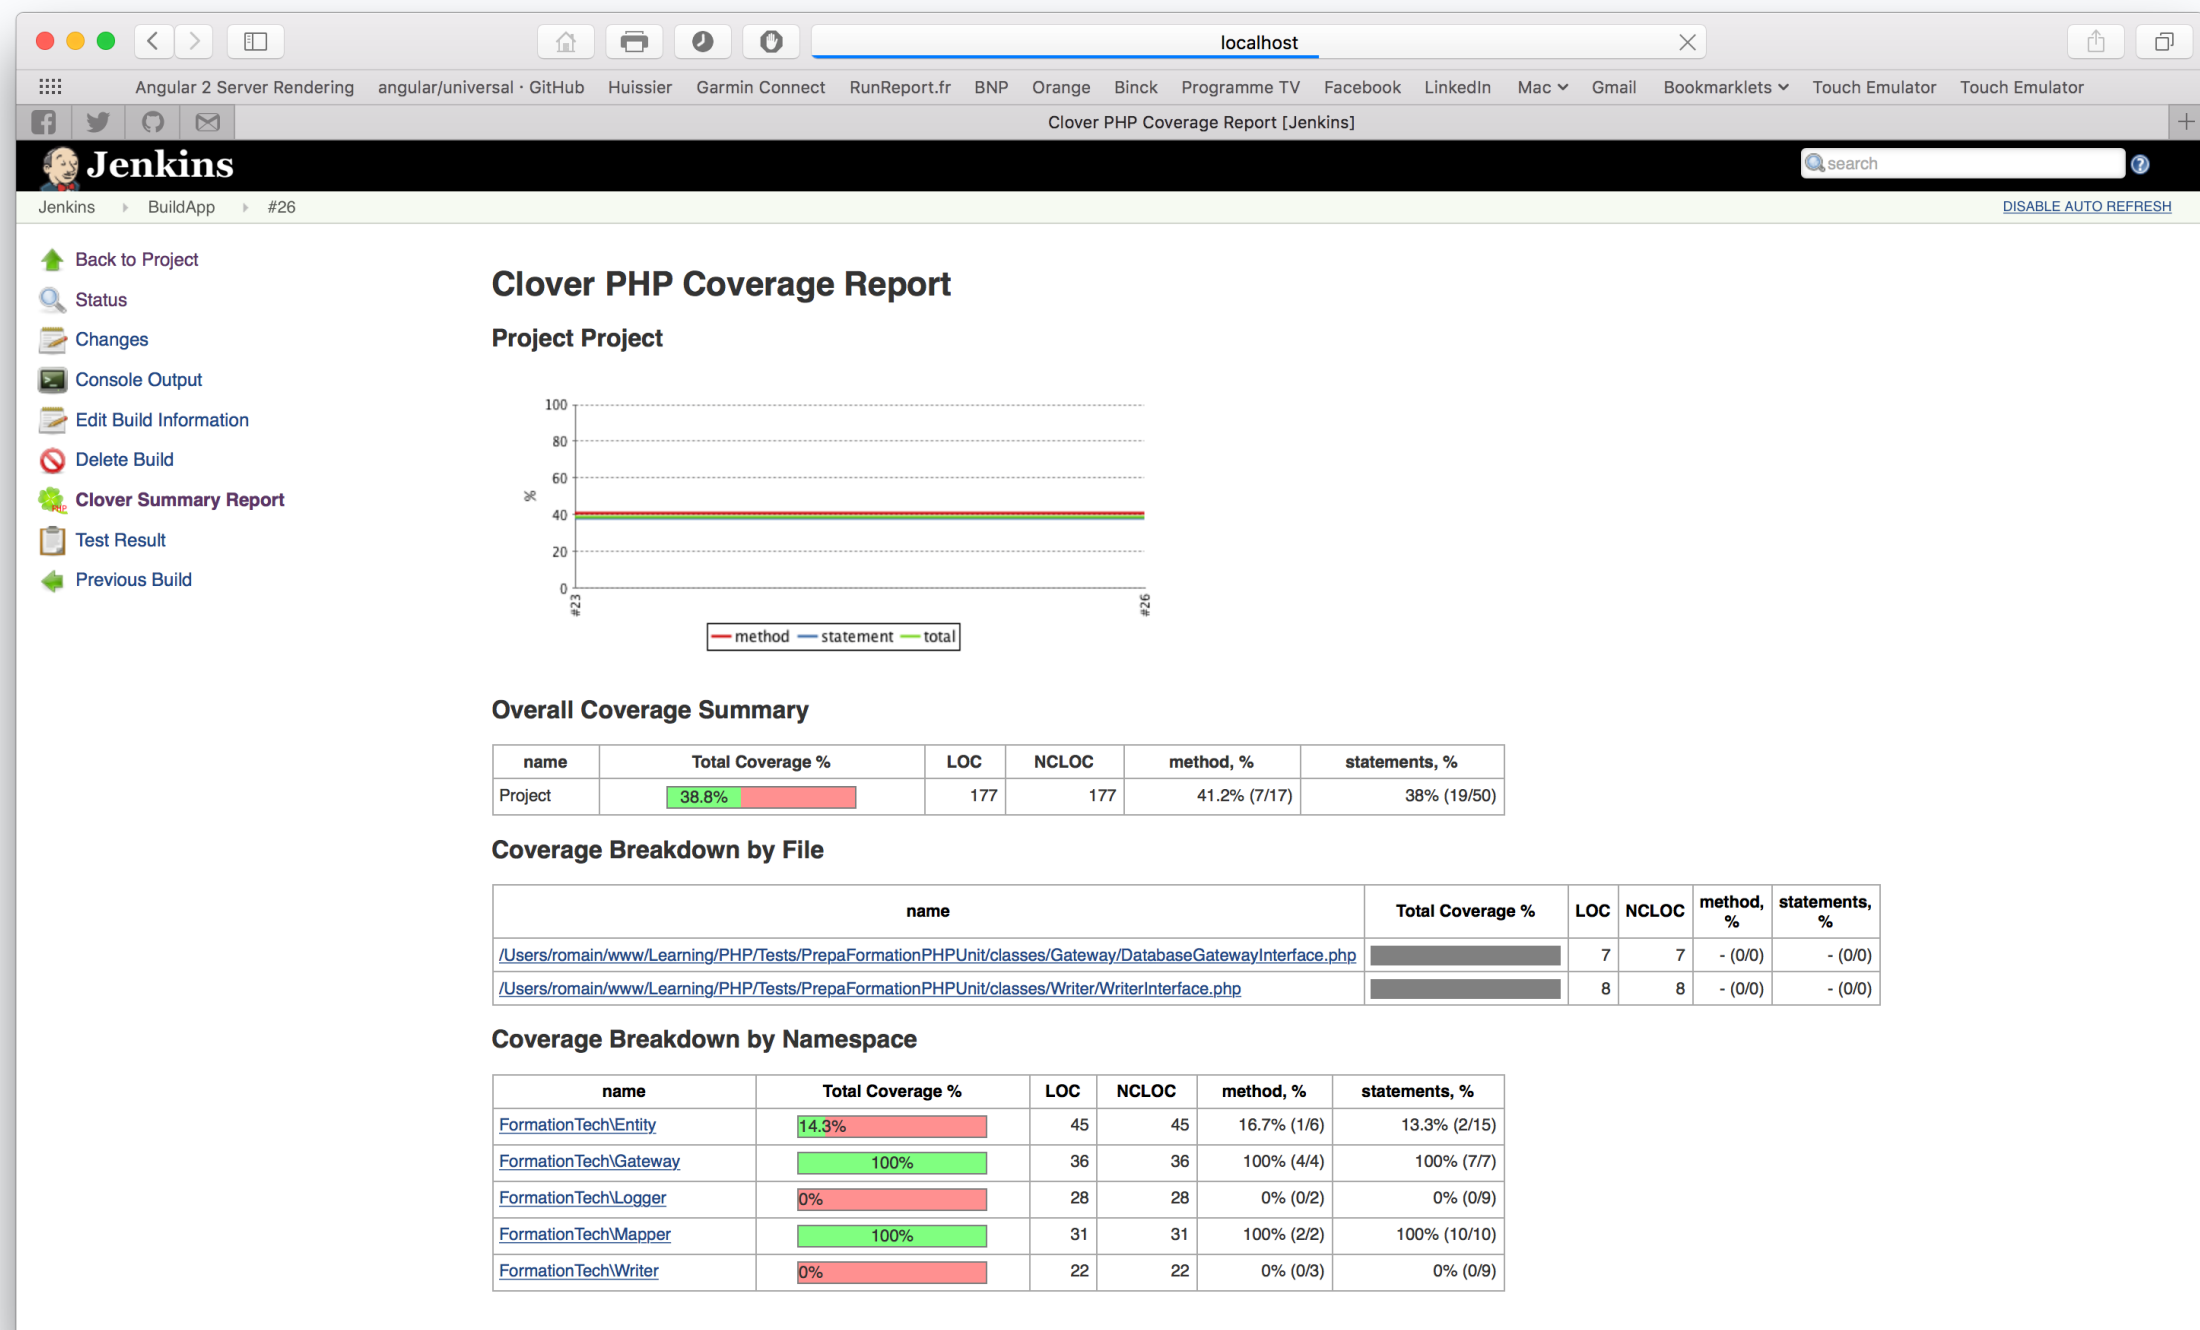 localhost
Angular 2 Server Rendering angular/universal · GitHub Huissier Garmin Connect RunReport.fr BNP Orange Binck Programme TV Facebook LinkedIn Mac Gmail Bookmarklets Touch Emulator Touch Emulator
Clover PHP Coverage Report [Jenkins]
Jenkins search
Jenkins BuildApp #26 DISABLE AUTO REFRESH
Back to Project
Status
Changes
Console Output
Edit Build Information
Delete Build
PHP Clover Summary Report
Test Result
Previous Build
Clover PHP Coverage Report
Project Project
100
80
60
%
40
20
0
#23 #26
method statement total
Overall Coverage Summary
name Total Coverage % LOC NCLOC method, % statements, %
Project 38.8% 177 177 41.2% (7/17) 38% (19/50)
Coverage Breakdown by File
name Total Coverage % LOC NCLOC method, % statements, %
/Users/romain/www/Learning/PHP/Tests/PrepaFormationPHPUnit/classes/Gateway/DatabaseGatewayInterface.php 7 7 - (0/0) - (0/0)
/Users/romain/www/Learning/PHP/Tests/PrepaFormationPHPUnit/classes/Writer/WriterInterface.php 8 8 - (0/0) - (0/0)
Coverage Breakdown by Namespace
name Total Coverage % LOC NCLOC method, % statements, %
FormationTech\Entity 14.3% 45 45 16.7% (1/6) 13.3% (2/15)
FormationTech\Gateway 100% 36 36 100% (4/4) 100% (7/7)
FormationTech\Logger 0% 28 28 0% (0/2) 0% (0/9)
FormationTech\Mapper 100% 31 31 100% (2/2) 100% (10/10)
FormationTech\Writer 0% 22 22 0% (0/3) 0% (0/9)